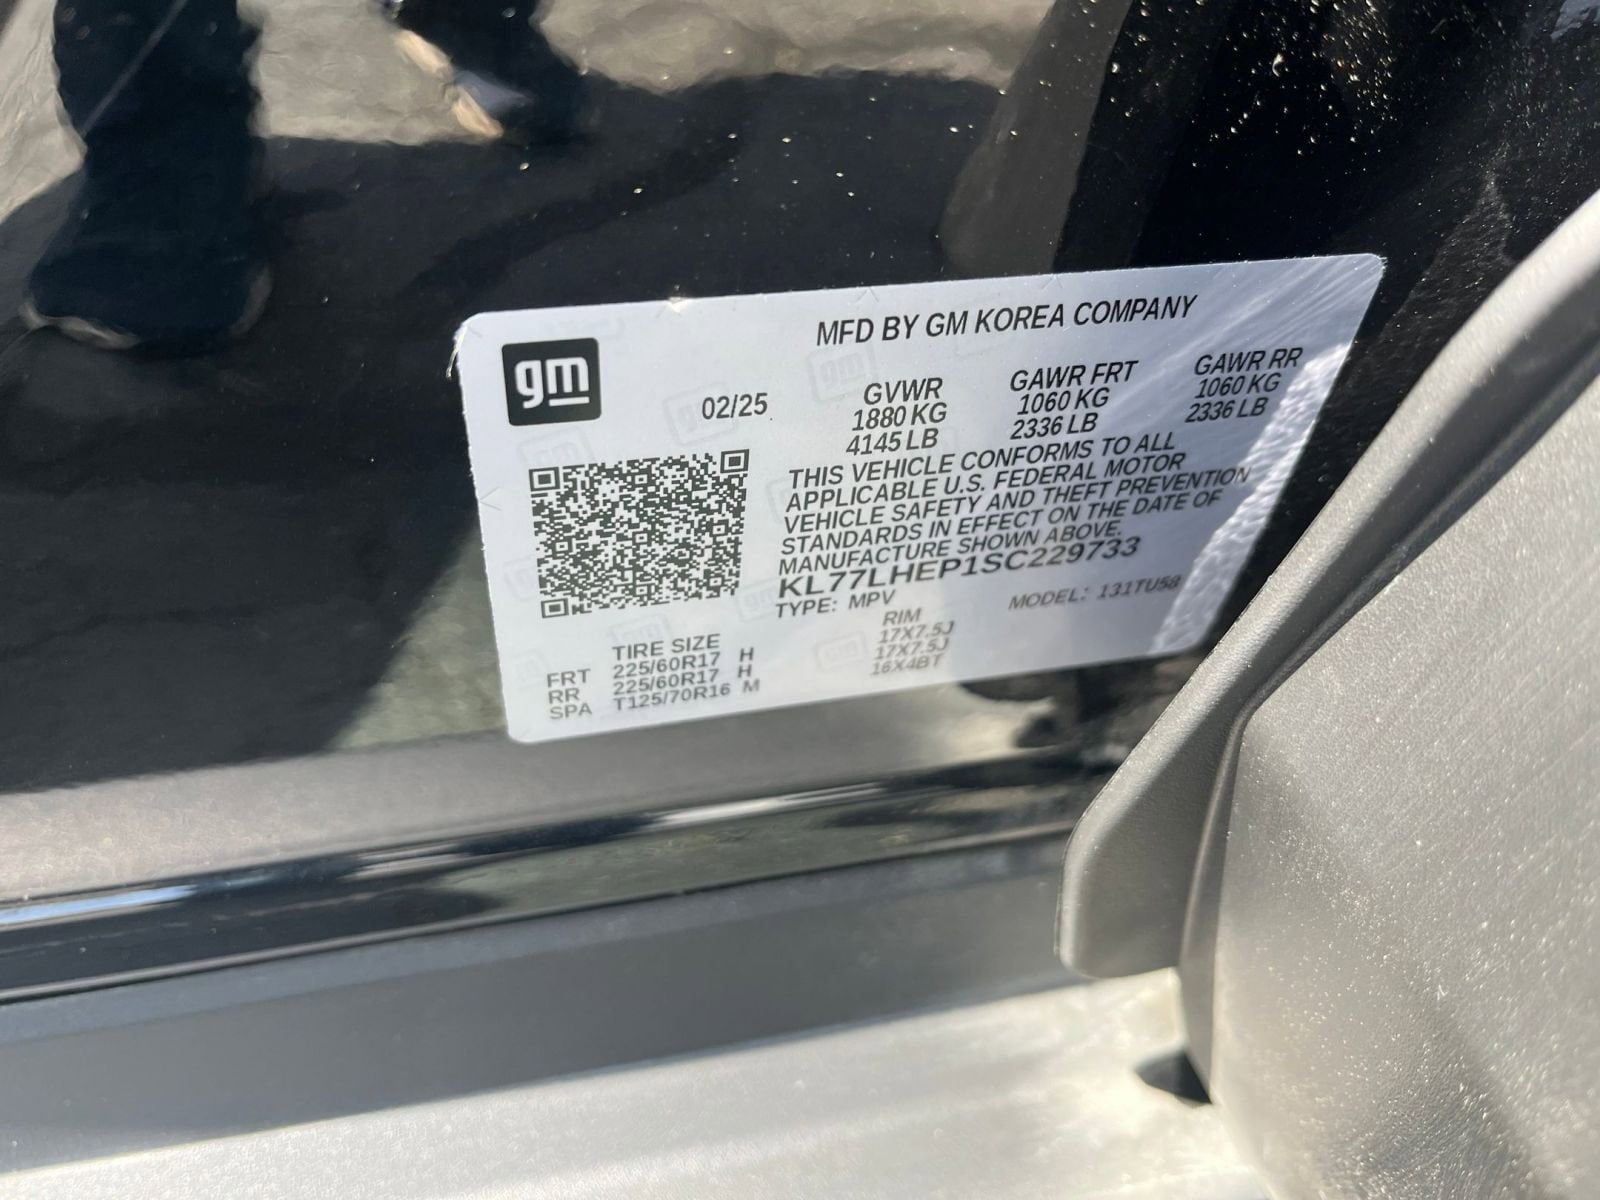 MFD BY GM KOREA COMPANY
gm
02/25
GVWR
1880 KG
4145 LB
GAWR FRT
1060 KG
2336 LB
GAWR RR
1060 KG
2336 LB
THIS VEHICLE CONFORMS TO ALL
APPLICABLE U.S. FEDERAL MOTOR
VEHICLE SAFETY AND THEFT PREVENTION
STANDARDS IN EFFECT ON THE DATE OF
MANUFACTURE SHOWN ABOVE.
KL77LHEP1SC229733
TYPE: MPV
MODEL: 131TU58
TIRE SIZE
RIM
FRT 225/60R17 H 17X7.5J
RR 225/60R17 H 17X7.5J
SPA T125/70R16 M 16X4BT